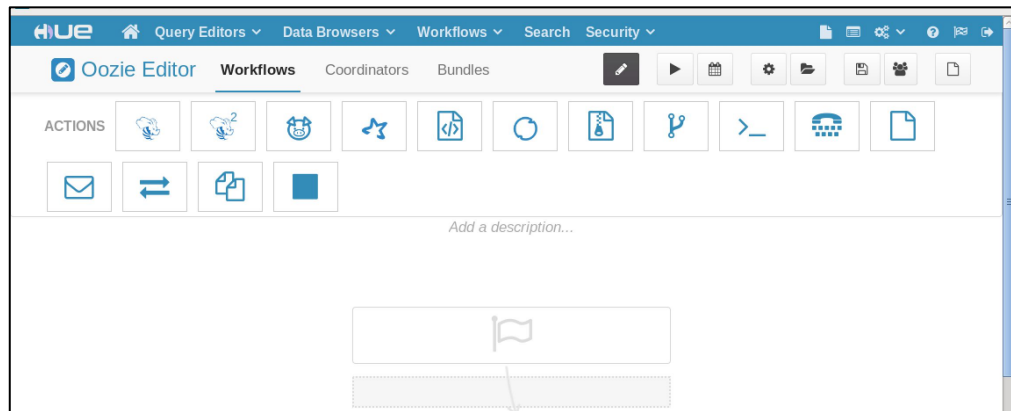 HUE Query Editors Data Browsers Workflows Search Security
Oozie Editor Workflows Coordinators Bundles
ACTIONS
2
Add a description...